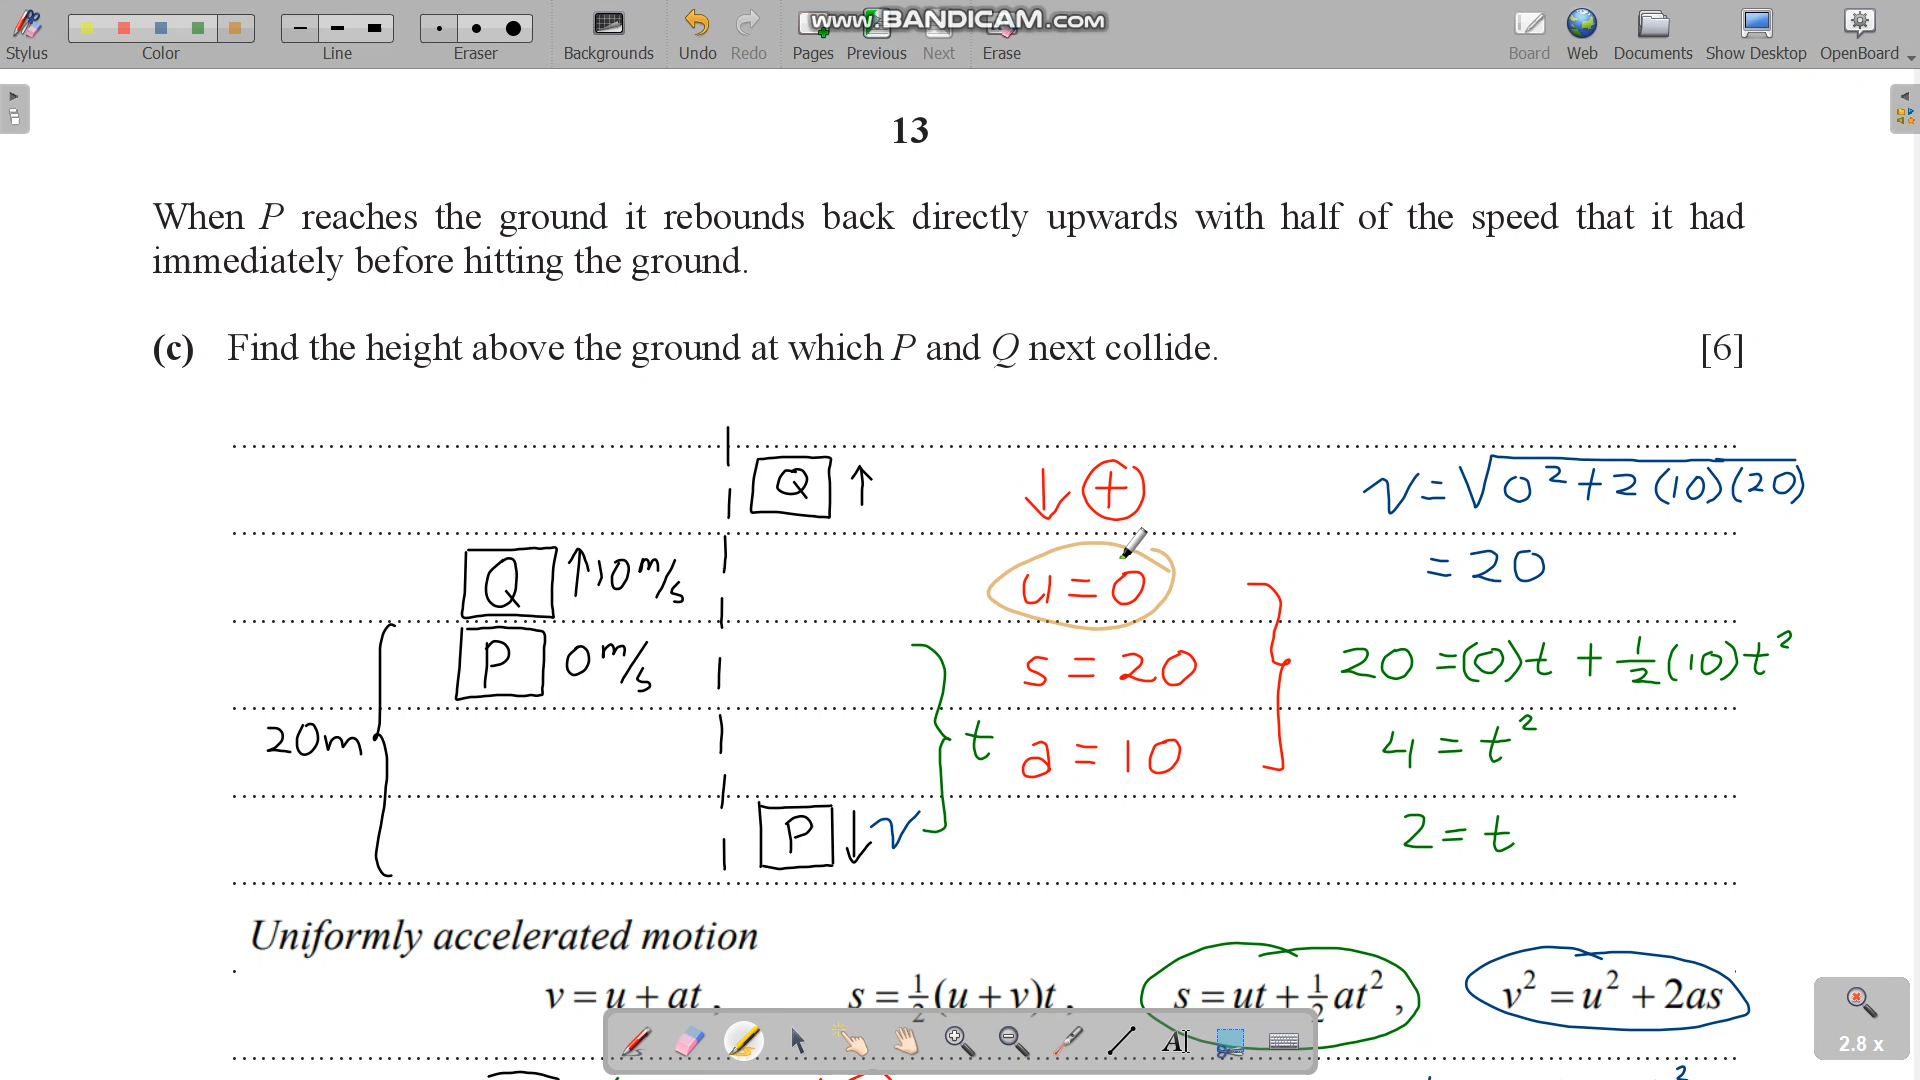 www.BANDICAM.com
Stylus Color Line Eraser Backgrounds Undo Redo Pages Previous Next Erase Board Web Documents Show Desktop OpenBoard
13
When P reaches the ground it rebounds back directly upwards with half of the speed that it had
immediately before hitting the ground.
(c) Find the height above the ground at which P and Q next collide. [6]
Q ↑ ↓ + v = √0² + 2(10)(20)
Q ↑ 10 m/s u = 0 = 20
P 0 m/s s = 20 20 = (0)t + ½(10)t²
20m t a = 10 4 = t²
P ↓ v 2 = t
Uniformly accelerated motion
v = u + at , s = ½(u + v)t , s = ut + ½at² , v² = u² + 2as
AI
2.8 x